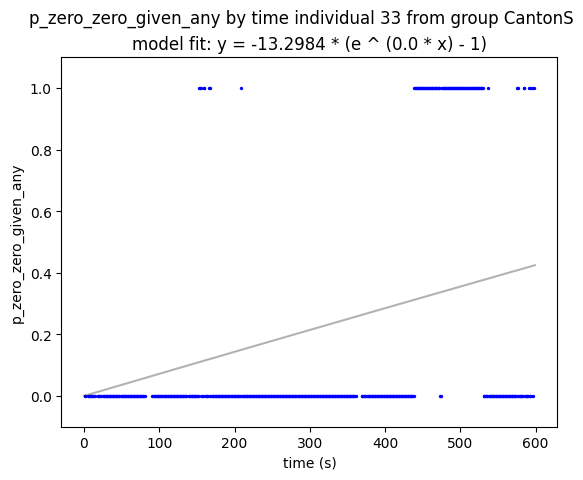 p_zero_zero_given_any by time individual 33 from group CantonS
model fit: y = -13.2984 * (e ^ (0.0 * x) - 1)
1.0
0.8
0.6
0.4
0.2
0.0
p_zero_zero_given_any
0 100 200 300 400 500 600
time (s)